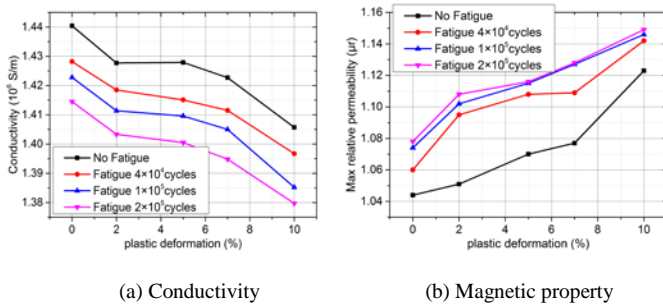 1.44
1.43
1.42
1.41
1.40
1.39
1.38
Conductivity (10⁶ S/m)
No Fatigue
Fatigue 4×10⁴cycles
Fatigue 1×10⁵cycles
Fatigue 2×10⁵cycles
0 2 4 6 8 10
plastic deformation (%)
(a) Conductivity
1.16
1.14
1.12
1.10
1.08
1.06
1.04
Max relative permeability (μr)
No Fatigue
Fatigue 4×10⁴cycles
Fatigue 1×10⁵cycles
Fatigue 2×10⁵cycles
0 2 4 6 8 10
plastic deformation (%)
(b) Magnetic property